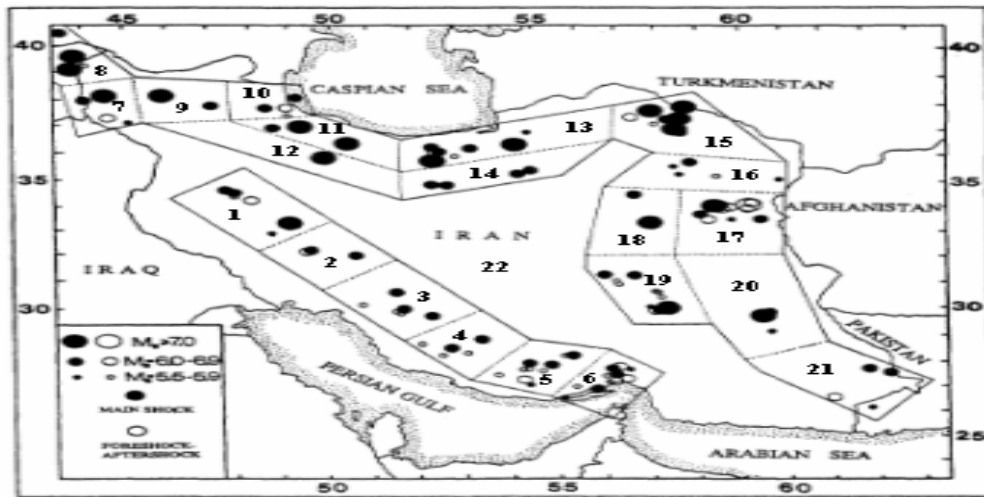 45 50 55 60
40 40
CASPIAN SEA
TURKMENISTAN
8
7
9
10
11
12
13
14
15
16
35 35
AFGHANISTAN
1
IRAN
17
18
2
22
IRAQ
19
20
3
30 30
4
PAKISTAN
5
6
21
PERSIAN GULF
MAIN SHOCK
FORESHOCK-
AFTERSHOCK
25
ARABIAN SEA
50 55 60